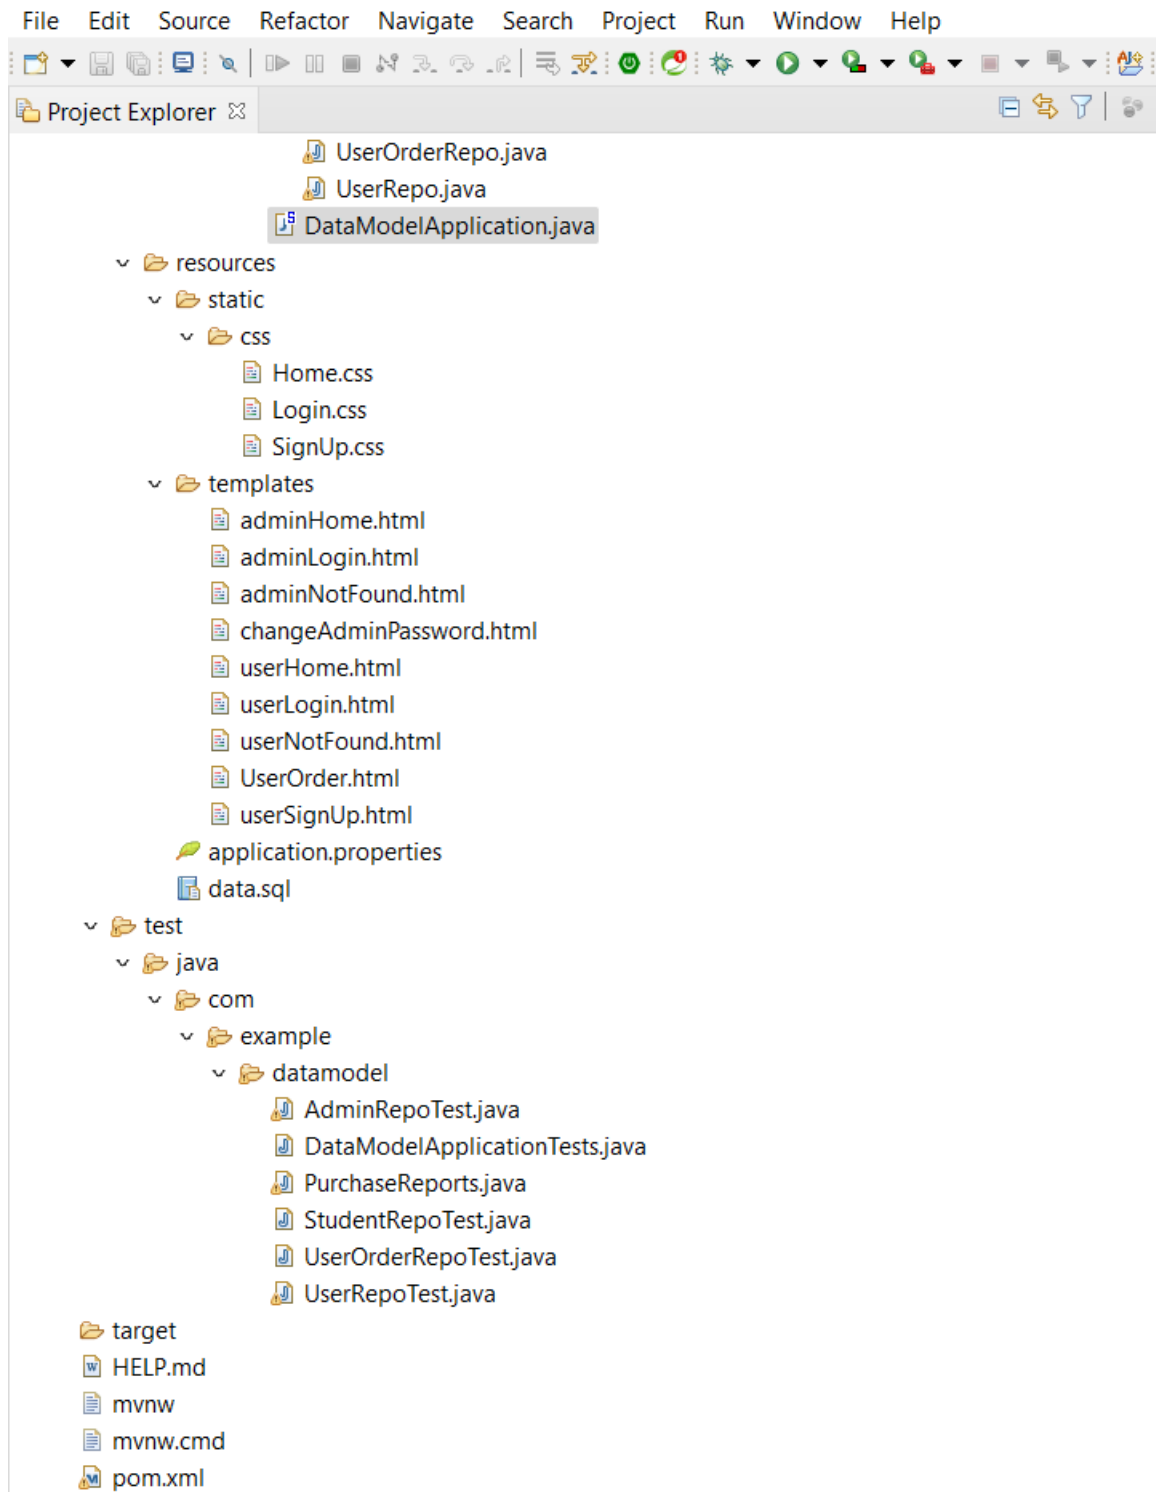 File Edit Source Refactor Navigate Search Project Run Window Help
Project Explorer
UserOrderRepo.java
UserRepo.java
DataModelApplication.java
resources
static
css
Home.css
Login.css
SignUp.css
templates
adminHome.html
adminLogin.html
adminNotFound.html
changeAdminPassword.html
userHome.html
userLogin.html
userNotFound.html
UserOrder.html
userSignUp.html
application.properties
data.sql
test
java
com
example
datamodel
AdminRepoTest.java
DataModelApplicationTests.java
PurchaseReports.java
StudentRepoTest.java
UserOrderRepoTest.java
UserRepoTest.java
target
HELP.md
mvnw
mvnw.cmd
pom.xml